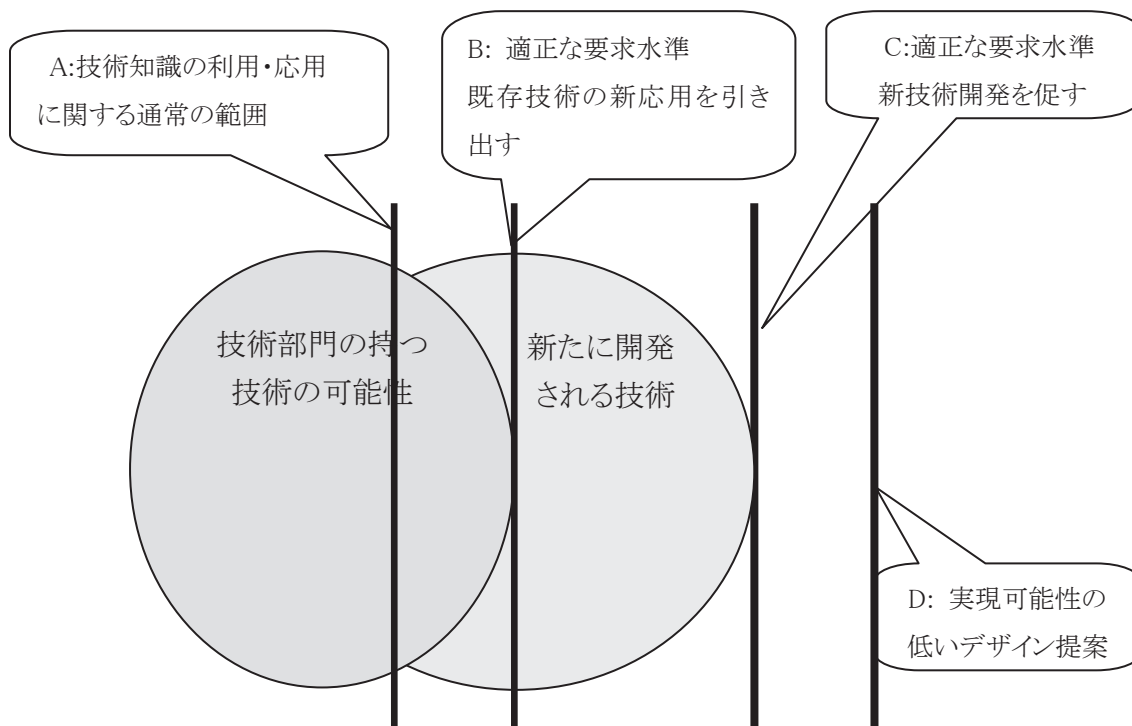 A:技術知識の利用・応用
に関する通常の範囲
B: 適正な要求水準
既存技術の新応用を引き
出す
C:適正な要求水準
新技術開発を促す
技術部門の持つ
技術の可能性
新たに開発
される技術
D: 実現可能性の
低いデザイン提案